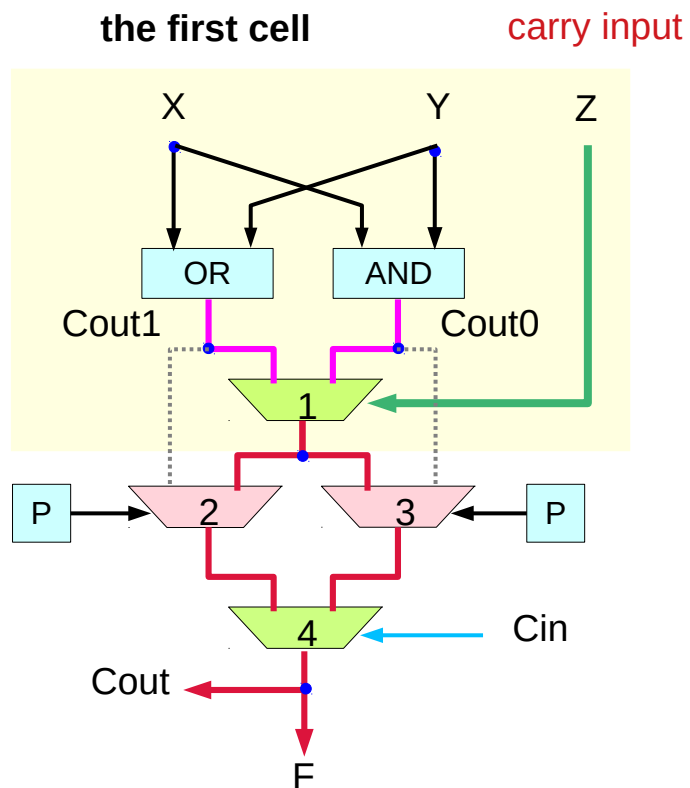 the first cell
carry input
X
Y
Z
OR
AND
Cout1
Cout0
1
P
2
3
P
4
Cin
Cout
F